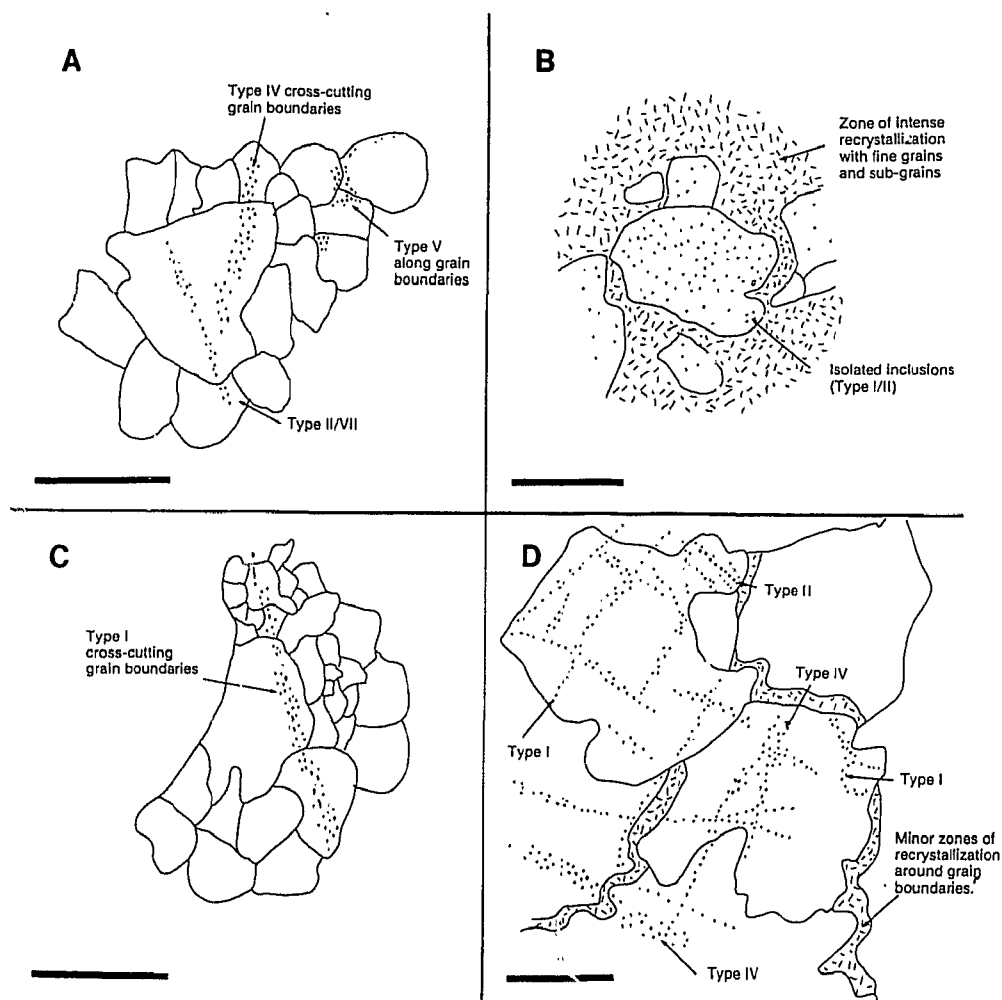 A
Type IV cross-cutting
grain boundaries
Type V
along grain
boundaries
Type II/VII
B
Zone of intense
recrystallization
with fine grains
and sub-grains
Isolated inclusions
(Type I/II)
C
Type I
cross-cutting
grain boundaries
D
Type II
Type IV
Type I
Type I
Minor zones of
recrystallization
around grain
boundaries.
Type IV